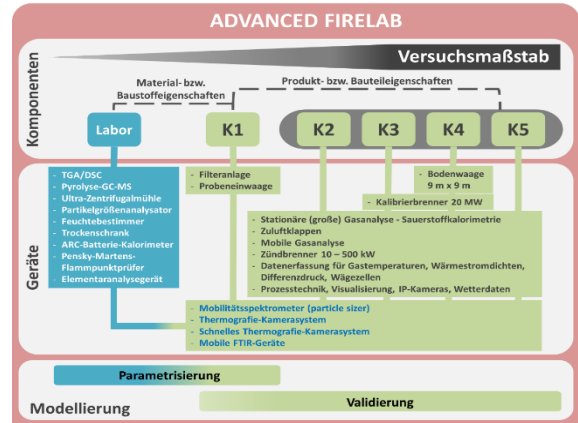 ADVANCED FIRELAB
Versuchsmaßstab
Komponenten
Material- bzw.
Baustoffeigenschaften
Produkt- bzw. Bauteileigenschaften
Labor
K1
K2
K3
K4
K5
Geräte
- TGA/DSC
- Pyrolyse-GC-MS
- Ultra-Zentrifugalmühle
- Partikelgrößenanalysator
- Feuchtebestimmer
- Trockenschrank
- ARC-Batterie-Kalorimeter
- Pensky-Martens-
Flammpunktprüfer
- Elementaranalysegerät
- Filteranlage
- Probeneinwaage
- Bodenwaage
9 m x 9 m
- Kalibrierbrenner 20 MW
- Stationäre (große) Gasanalyse - Sauerstoffkalorimetrie
- Zuluftklappen
- Mobile Gasanalyse
- Zündbrenner 10 – 500 kW
- Datenerfassung für Gastemperaturen, Wärmestromdichten,
Differenzdruck, Wägezellen
- Prozesstechnik, Visualisierung, IP-Kameras, Wetterdaten
- Mobilitätsspektrometer (particle sizer)
- Thermografie-Kamerasystem
- Schnelles Thermografie-Kamerasystem
- Mobile FTIR-Geräte
Parametrisierung
Validierung
Modellierung